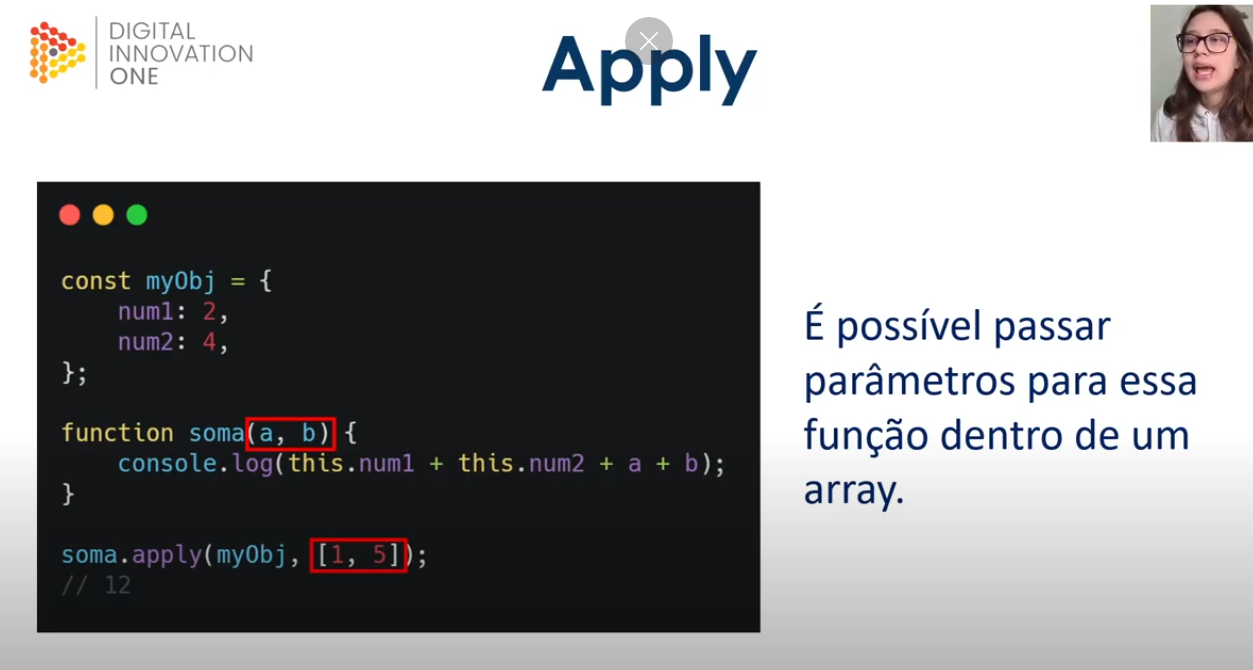 DIGITAL
INNOVATION
ONE
Apply
const myObj = {
    num1: 2,
    num2: 4,
};
function soma(a, b) {
    console.log(this.num1 + this.num2 + a + b);
}
soma.apply(myObj, [1, 5]);
// 12
É possível passar
parâmetros para essa
função dentro de um
array.